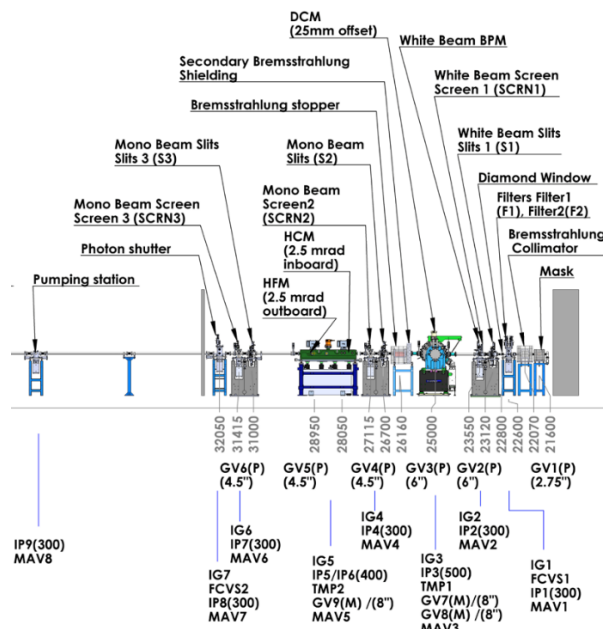 DCM
(25mm offset)
White Beam BPM
Secondary Bremsstrahlung
Shielding
White Beam Screen
Screen 1 (SCRN1)
Bremsstrahlung stopper
Mono Beam Slits
Slits 3 (S3)
Mono Beam
Slits (S2)
White Beam Slits
Slits 1 (S1)
Diamond Window
Mono Beam Screen
Screen 3 (SCRN3)
Mono Beam
Screen2
(SCRN2)
Filters Filter1
(F1), Filter2(F2)
Photon shutter
HCM
(2.5 mrad
inboard)
Bremsstrahlung
Collimator
Pumping station
HFM
(2.5 mrad
outboard)
Mask
32050
31415
31000
28950
28050
27115
26700
26160
25000
23550
23120
22800
22600
22070
21600
GV6(P)
(4.5")
GV5(P)
(4.5")
GV4(P)
(4.5")
GV3(P)
(6")
GV2(P)
(6")
GV1(P)
(2.75")
IP9(300)
MAV8
IG6
IP7(300)
MAV6
IG4
IP4(300)
MAV4
IG2
IP2(300)
MAV2
IG7
FCVS2
IP8(300)
MAV7
IG5
IP5/IP6(400)
TMP2
GV9(M) /(8")
MAV5
IG3
IP3(500)
TMP1
GV7(M)/(8")
GV8(M) /(8")
MAV3
IG1
FCVS1
IP1(300)
MAV1